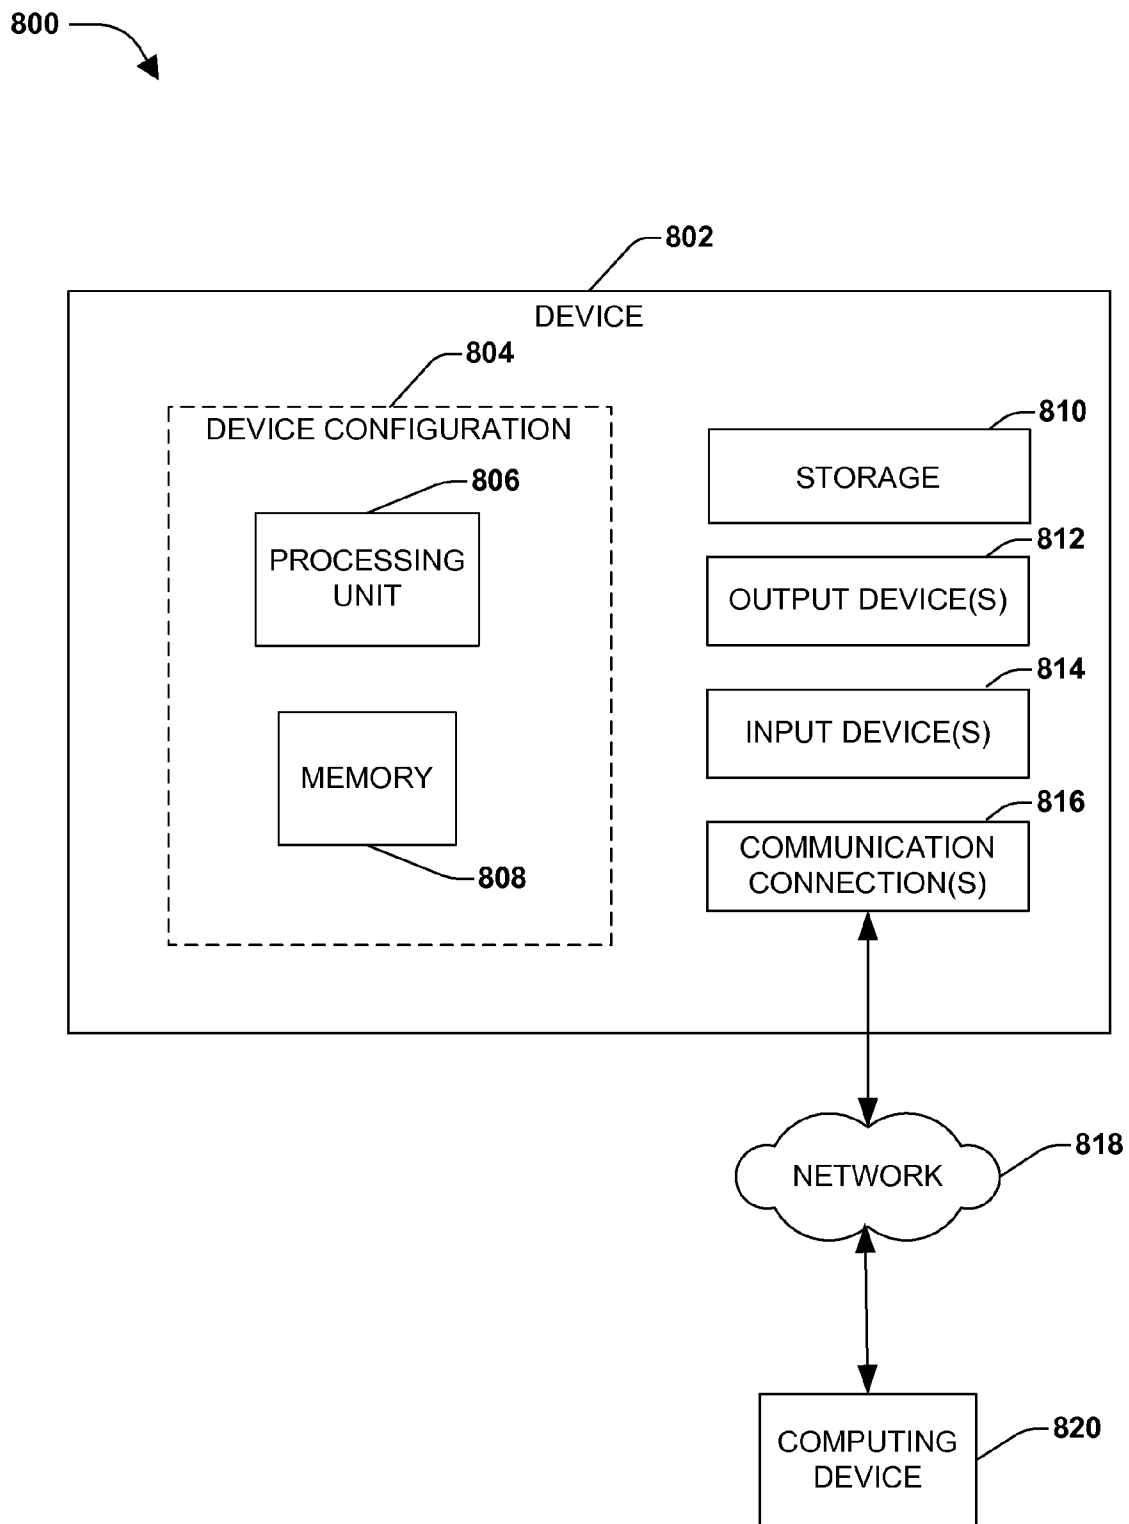 800
802
DEVICE
804
DEVICE CONFIGURATION
806
PROCESSING
UNIT
MEMORY
808
810
STORAGE
812
OUTPUT DEVICE(S)
814
INPUT DEVICE(S)
816
COMMUNICATION
CONNECTION(S)
818
NETWORK
820
COMPUTING
DEVICE